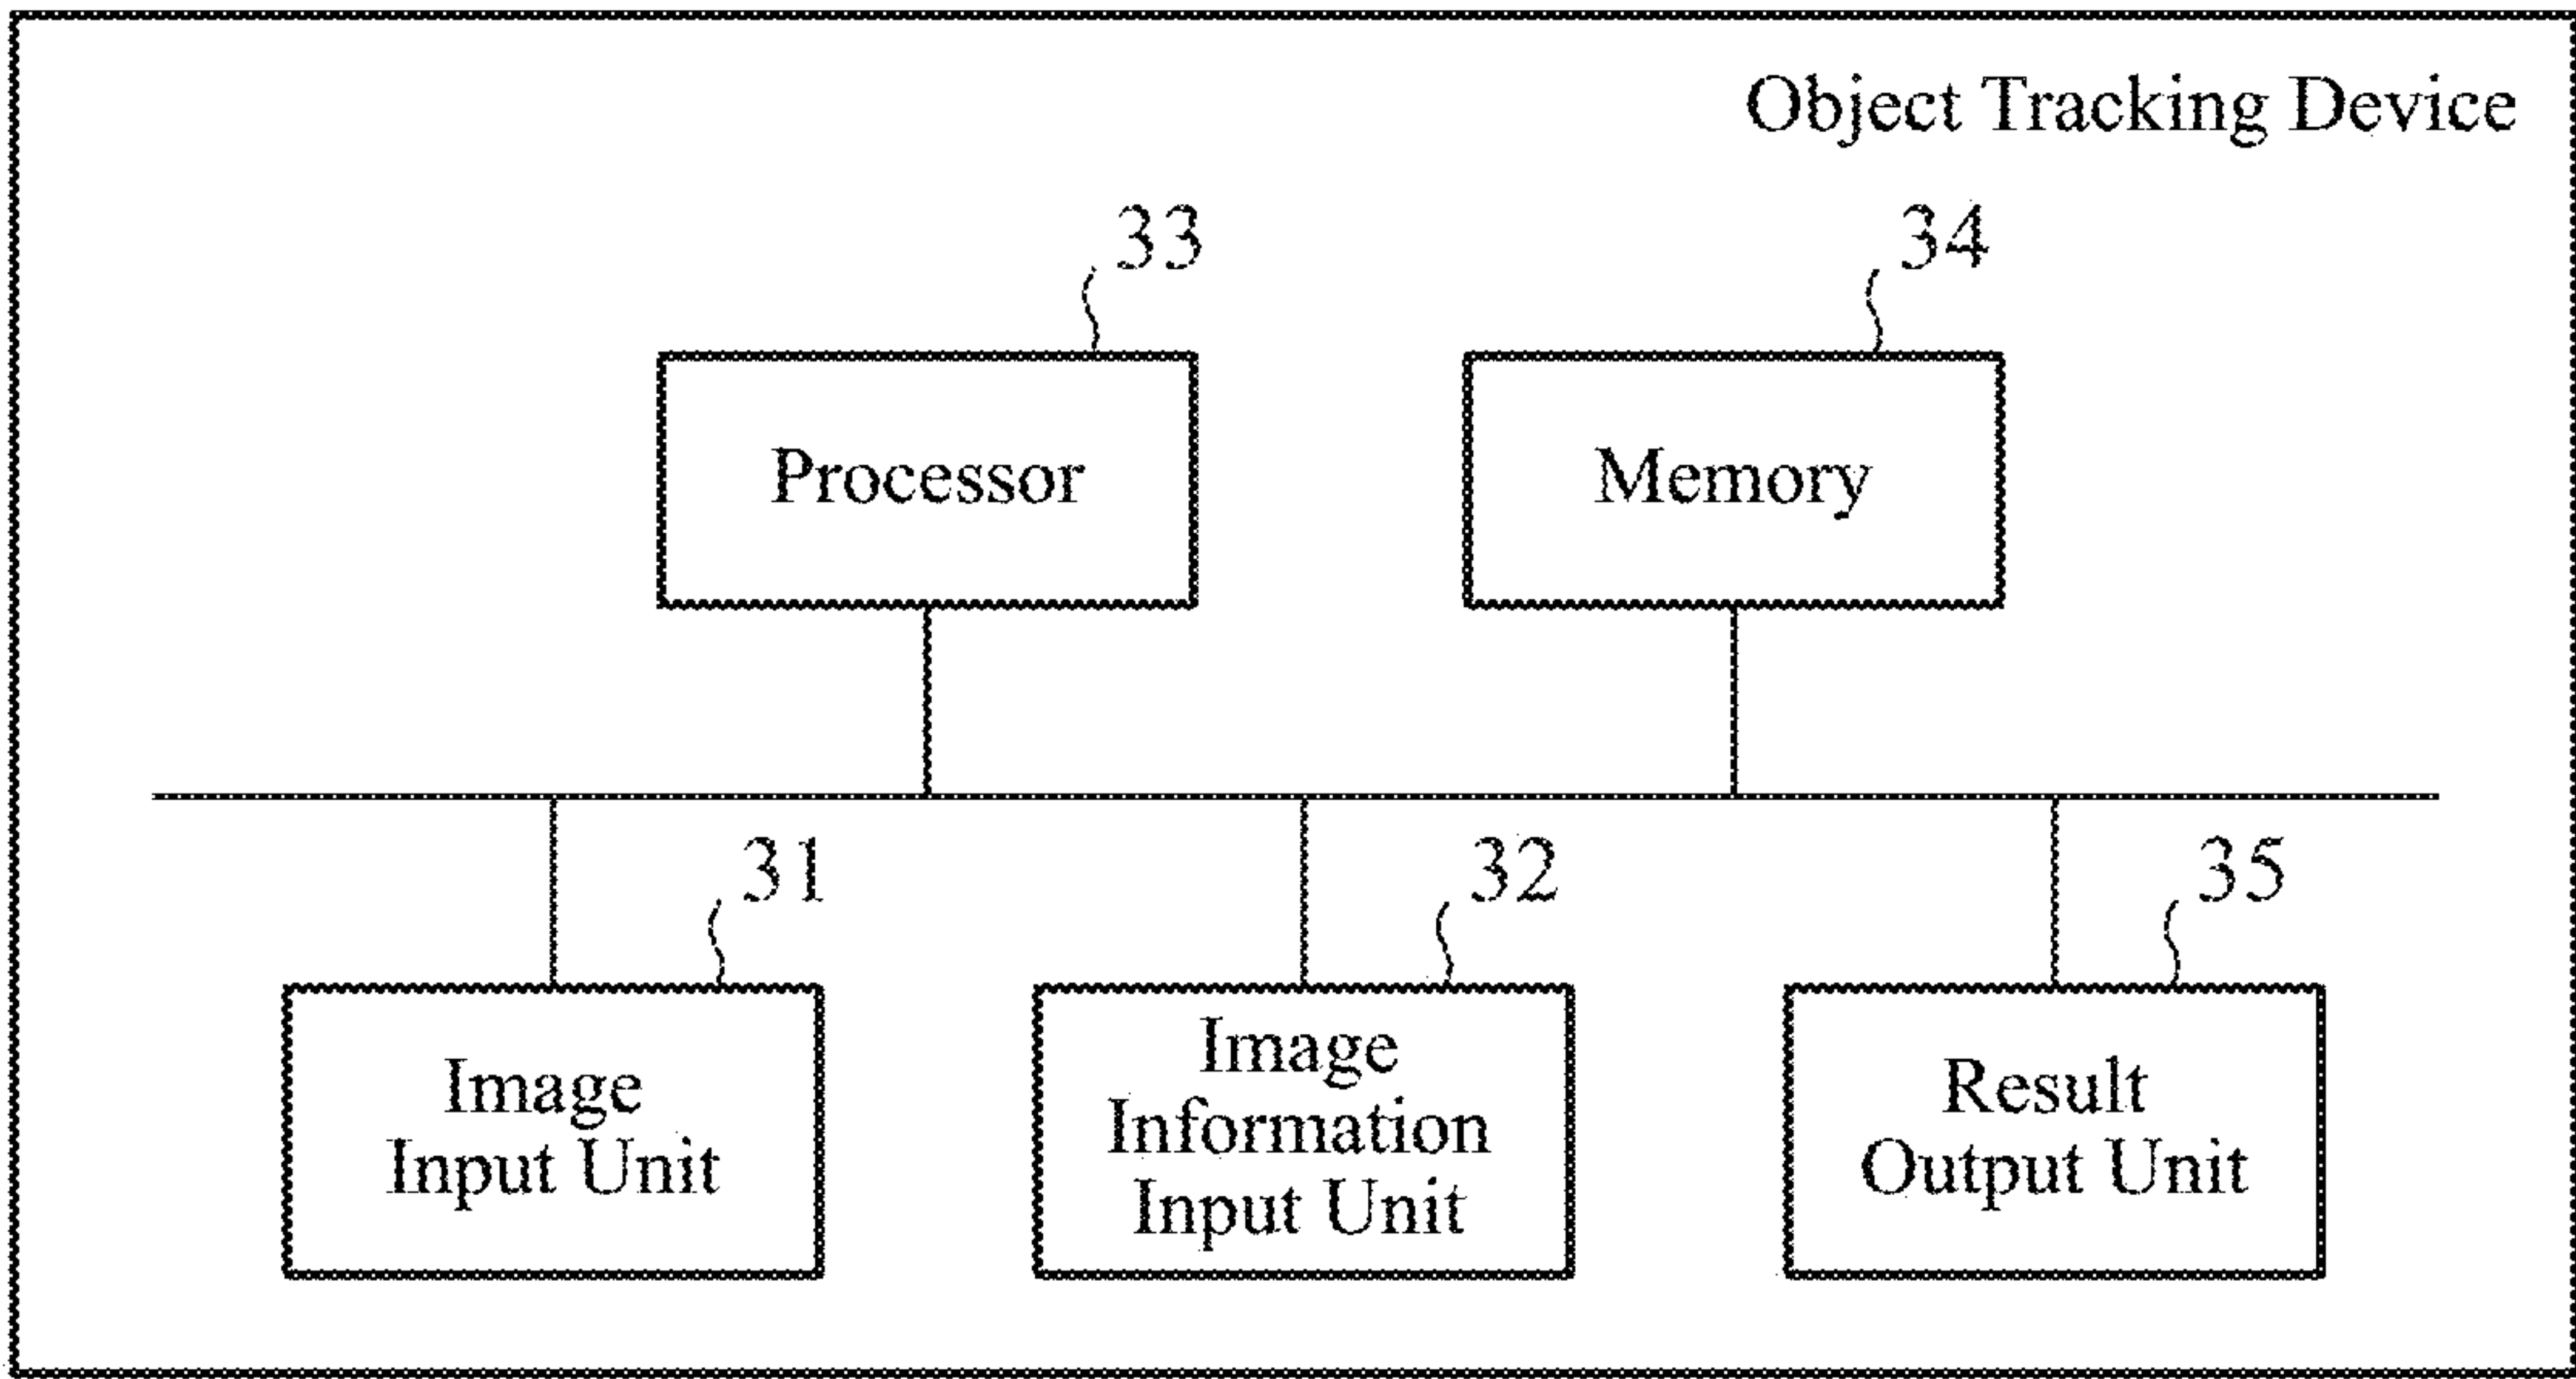 Object Tracking Device
33
34
Processor
Memory
31
32
35
Image
Input Unit
Image
Information
Input Unit
Result
Output Unit